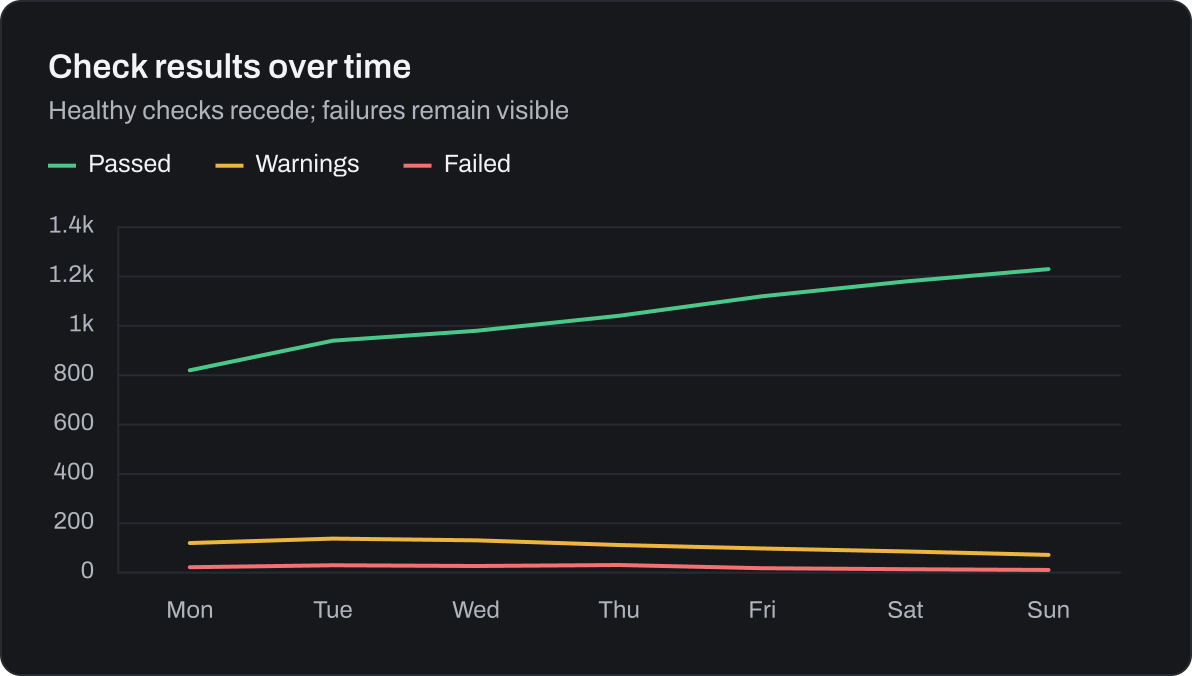 Check results over time
Healthy checks recede; failures remain visible
Passed Warnings Failed
1.4k
1.2k
1k
800
600
400
200
0
Mon Tue Wed Thu Fri Sat Sun